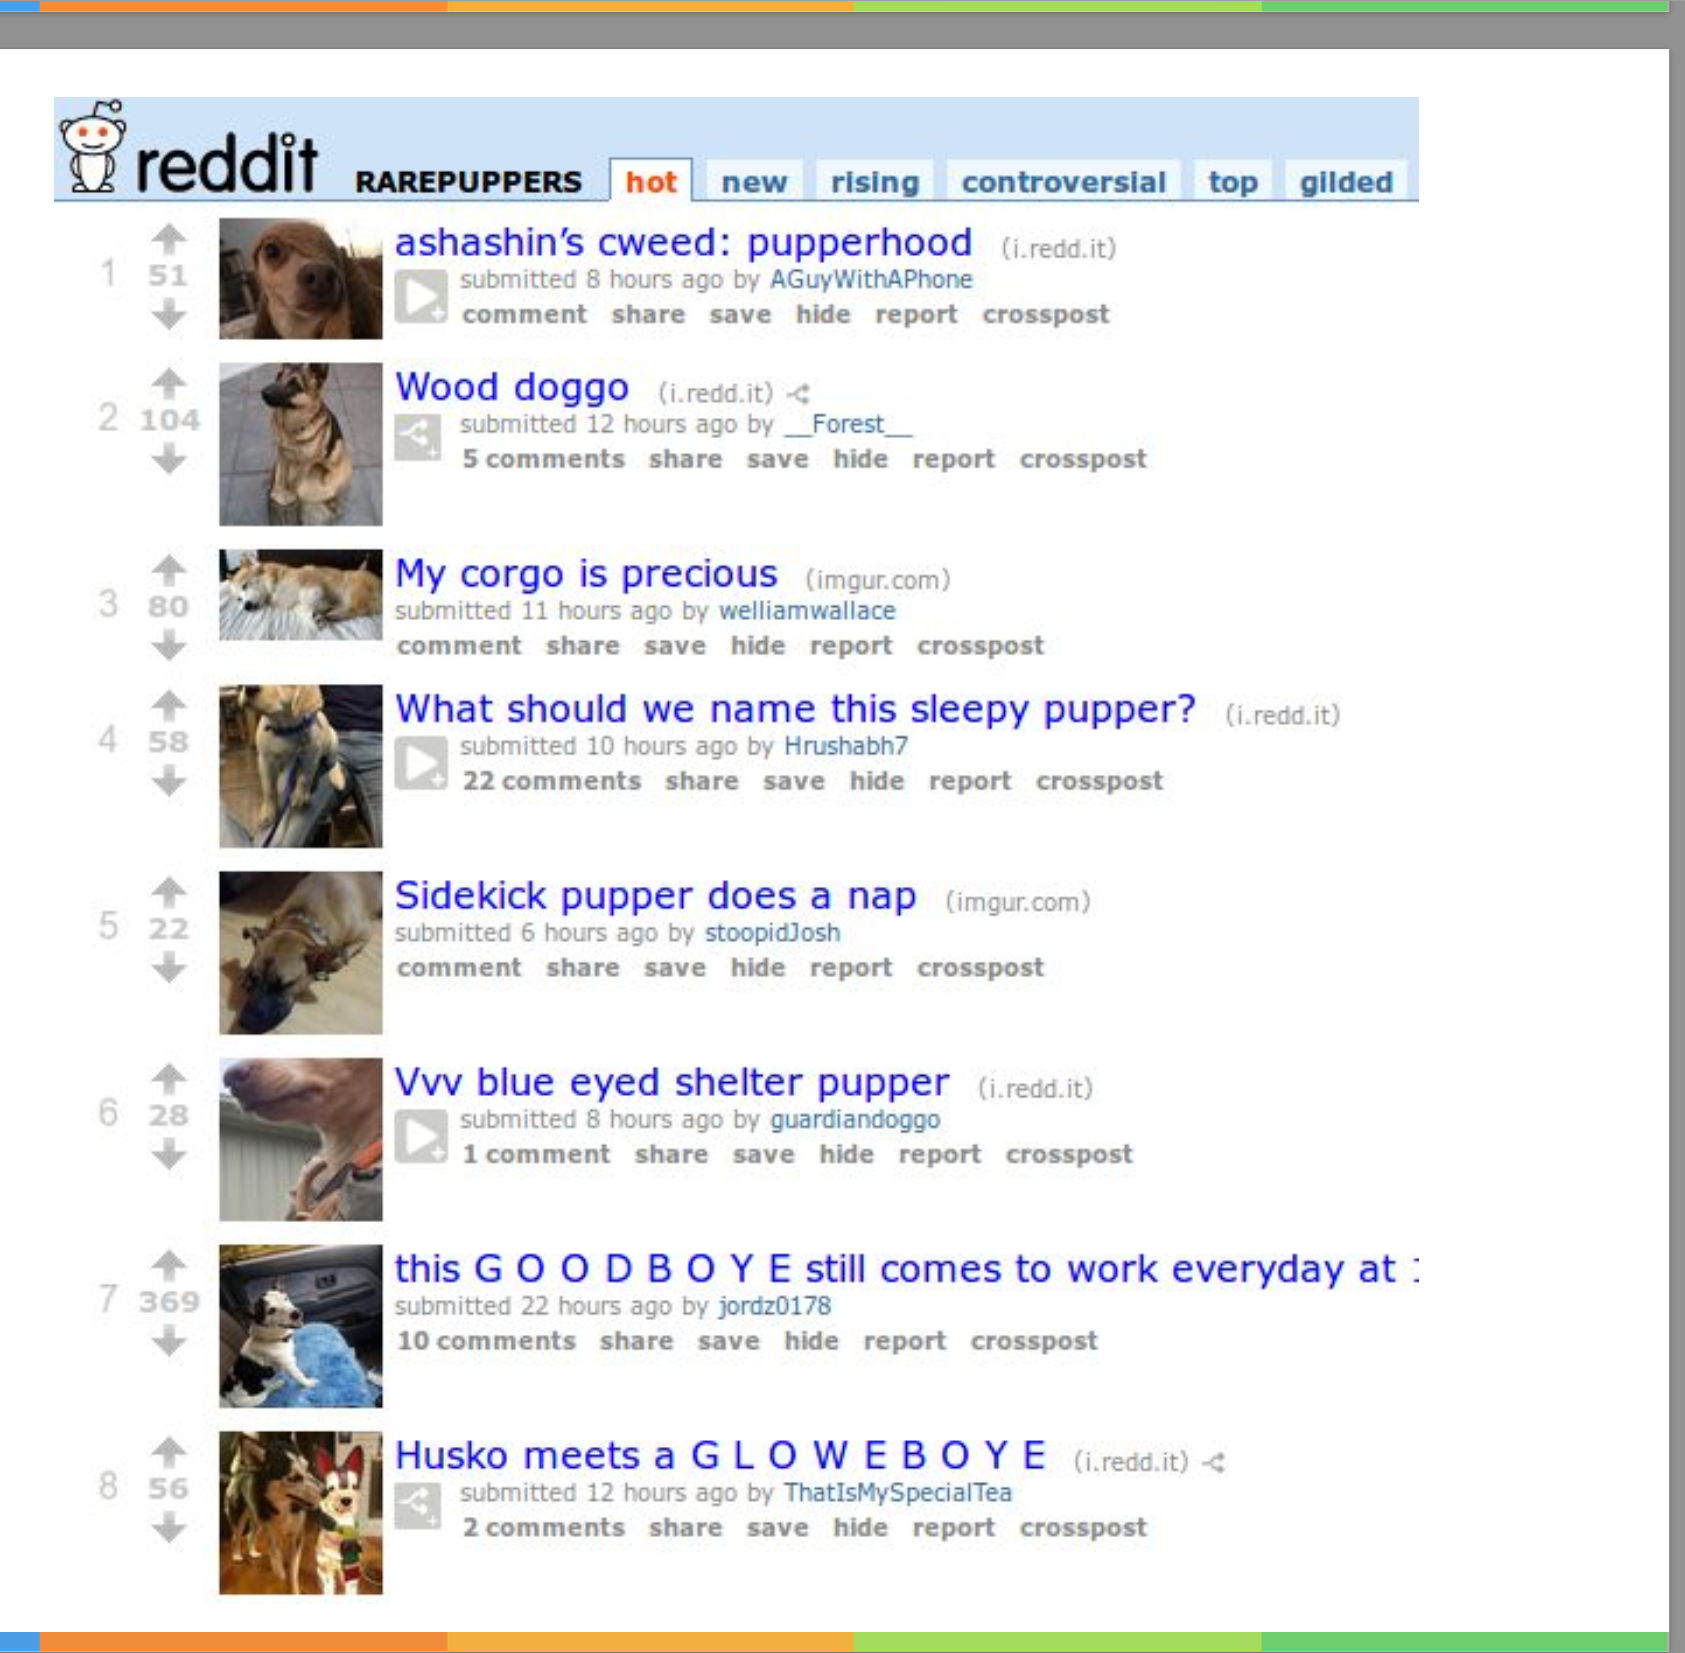 reddit RAREPUPPERS hot new rising controversial top gilded
ashashin’s cweed: pupperhood (i.redd.it)
1 51
submitted 8 hours ago by AGuyWithAPhone
comment share save hide report crosspost
Wood doggo (i.redd.it)
2 104
submitted 12 hours ago by __Forest__
5 comments share save hide report crosspost
My corgo is precious (imgur.com)
3 80
submitted 11 hours ago by welliamwallace
comment share save hide report crosspost
What should we name this sleepy pupper? (i.redd.it)
4 58
submitted 10 hours ago by Hrushabh7
22 comments share save hide report crosspost
Sidekick pupper does a nap (imgur.com)
5 22
submitted 6 hours ago by stoopidJosh
comment share save hide report crosspost
Vvv blue eyed shelter pupper (i.redd.it)
6 28
submitted 8 hours ago by guardiandoggo
1 comment share save hide report crosspost
this G O O D B O Y E still comes to work everyday at
7 369
submitted 22 hours ago by jordz0178
10 comments share save hide report crosspost
Husko meets a G L O W E B O Y E (i.redd.it)
8 56
submitted 12 hours ago by ThatIsMySpecialTea
2 comments share save hide report crosspost